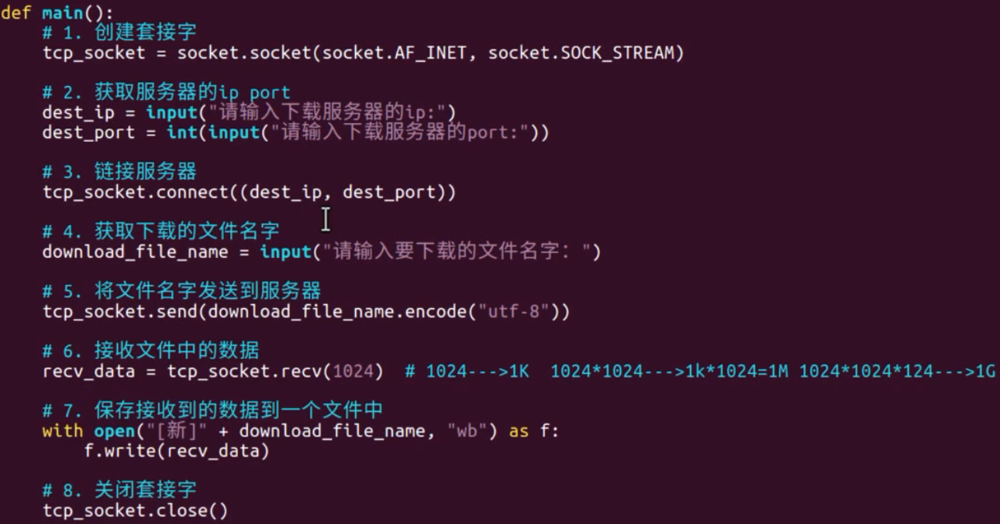 def main():
    # 1. 创建套接字
    tcp_socket = socket.socket(socket.AF_INET, socket.SOCK_STREAM)
    # 2. 获取服务器的ip port
    dest_ip = input("请输入下载服务器的ip:")
    dest_port = int(input("请输入下载服务器的port:"))
    # 3. 链接服务器
    tcp_socket.connect((dest_ip, dest_port))
    # 4. 获取下载的文件名字
    download_file_name = input("请输入要下载的文件名字：")
    # 5. 将文件名字发送到服务器
    tcp_socket.send(download_file_name.encode("utf-8"))
    # 6. 接收文件中的数据
    recv_data = tcp_socket.recv(1024)  # 1024--->1K  1024*1024--->1k*1024=1M 1024*1024*124--->1G
    # 7. 保存接收到的数据到一个文件中
    with open("[新]" + download_file_name, "wb") as f:
        f.write(recv_data)
    # 8. 关闭套接字
    tcp_socket.close()